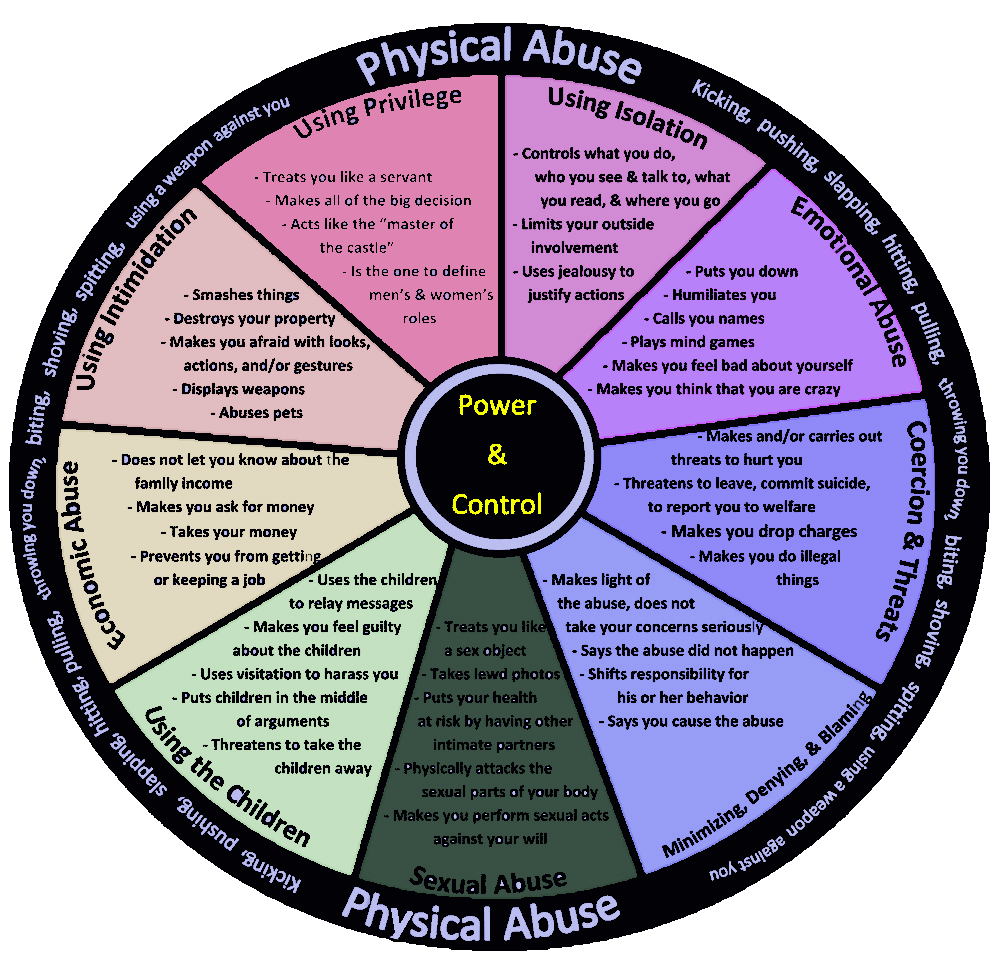 Physical Abuse
Kicking, pushing, slapping, hitting, pulling, throwing you down, biting, shoving, spitting, using a weapon against you
Using Isolation
- Controls what you do,
who you see & talk to, what
you read, & where you go
- Limits your outside
involvement
- Uses jealousy to
justify actions
Emotional Abuse
- Puts you down
- Humiliates you
- Calls you names
- Plays mind games
- Makes you feel bad about yourself
- Makes you think that you are crazy
Coercion & Threats
- Makes and/or carries out
threats to hurt you
- Threatens to leave, commit suicide,
to report you to welfare
- Makes you drop charges
- Makes you do illegal
things
Minimizing, Denying, & Blaming
- Makes light of
the abuse, does not
take your concerns seriously
- Says the abuse did not happen
- Shifts responsibility for
his or her behavior
- Says you cause the abuse
Sexual Abuse
- Treats you like
a sex object
- Takes lewd photos
- Puts your health
at risk by having other
intimate partners
- Physically attacks the
sexual parts of your body
- Makes you perform sexual acts
against your will
Using the Children
- Uses the children
to relay messages
- Makes you feel guilty
about the children
- Uses visitation to harass you
- Puts children in the middle
of arguments
- Threatens to take the
children away
Economic Abuse
- Does not let you know about the
family income
- Makes you ask for money
- Takes your money
- Prevents you from getting
or keeping a job
Using Intimidation
- Smashes things
- Destroys your property
- Makes you afraid with looks,
actions, and/or gestures
- Displays weapons
- Abuses pets
Using Privilege
- Treats you like a servant
- Makes all of the big decision
- Acts like the "master of
the castle"
- Is the one to define
men's & women's
roles
Power
&
Control
Physical Abuse
Kicking, pushing, slapping, hitting, pulling, throwing you down, biting, shoving, spitting, using a weapon against you